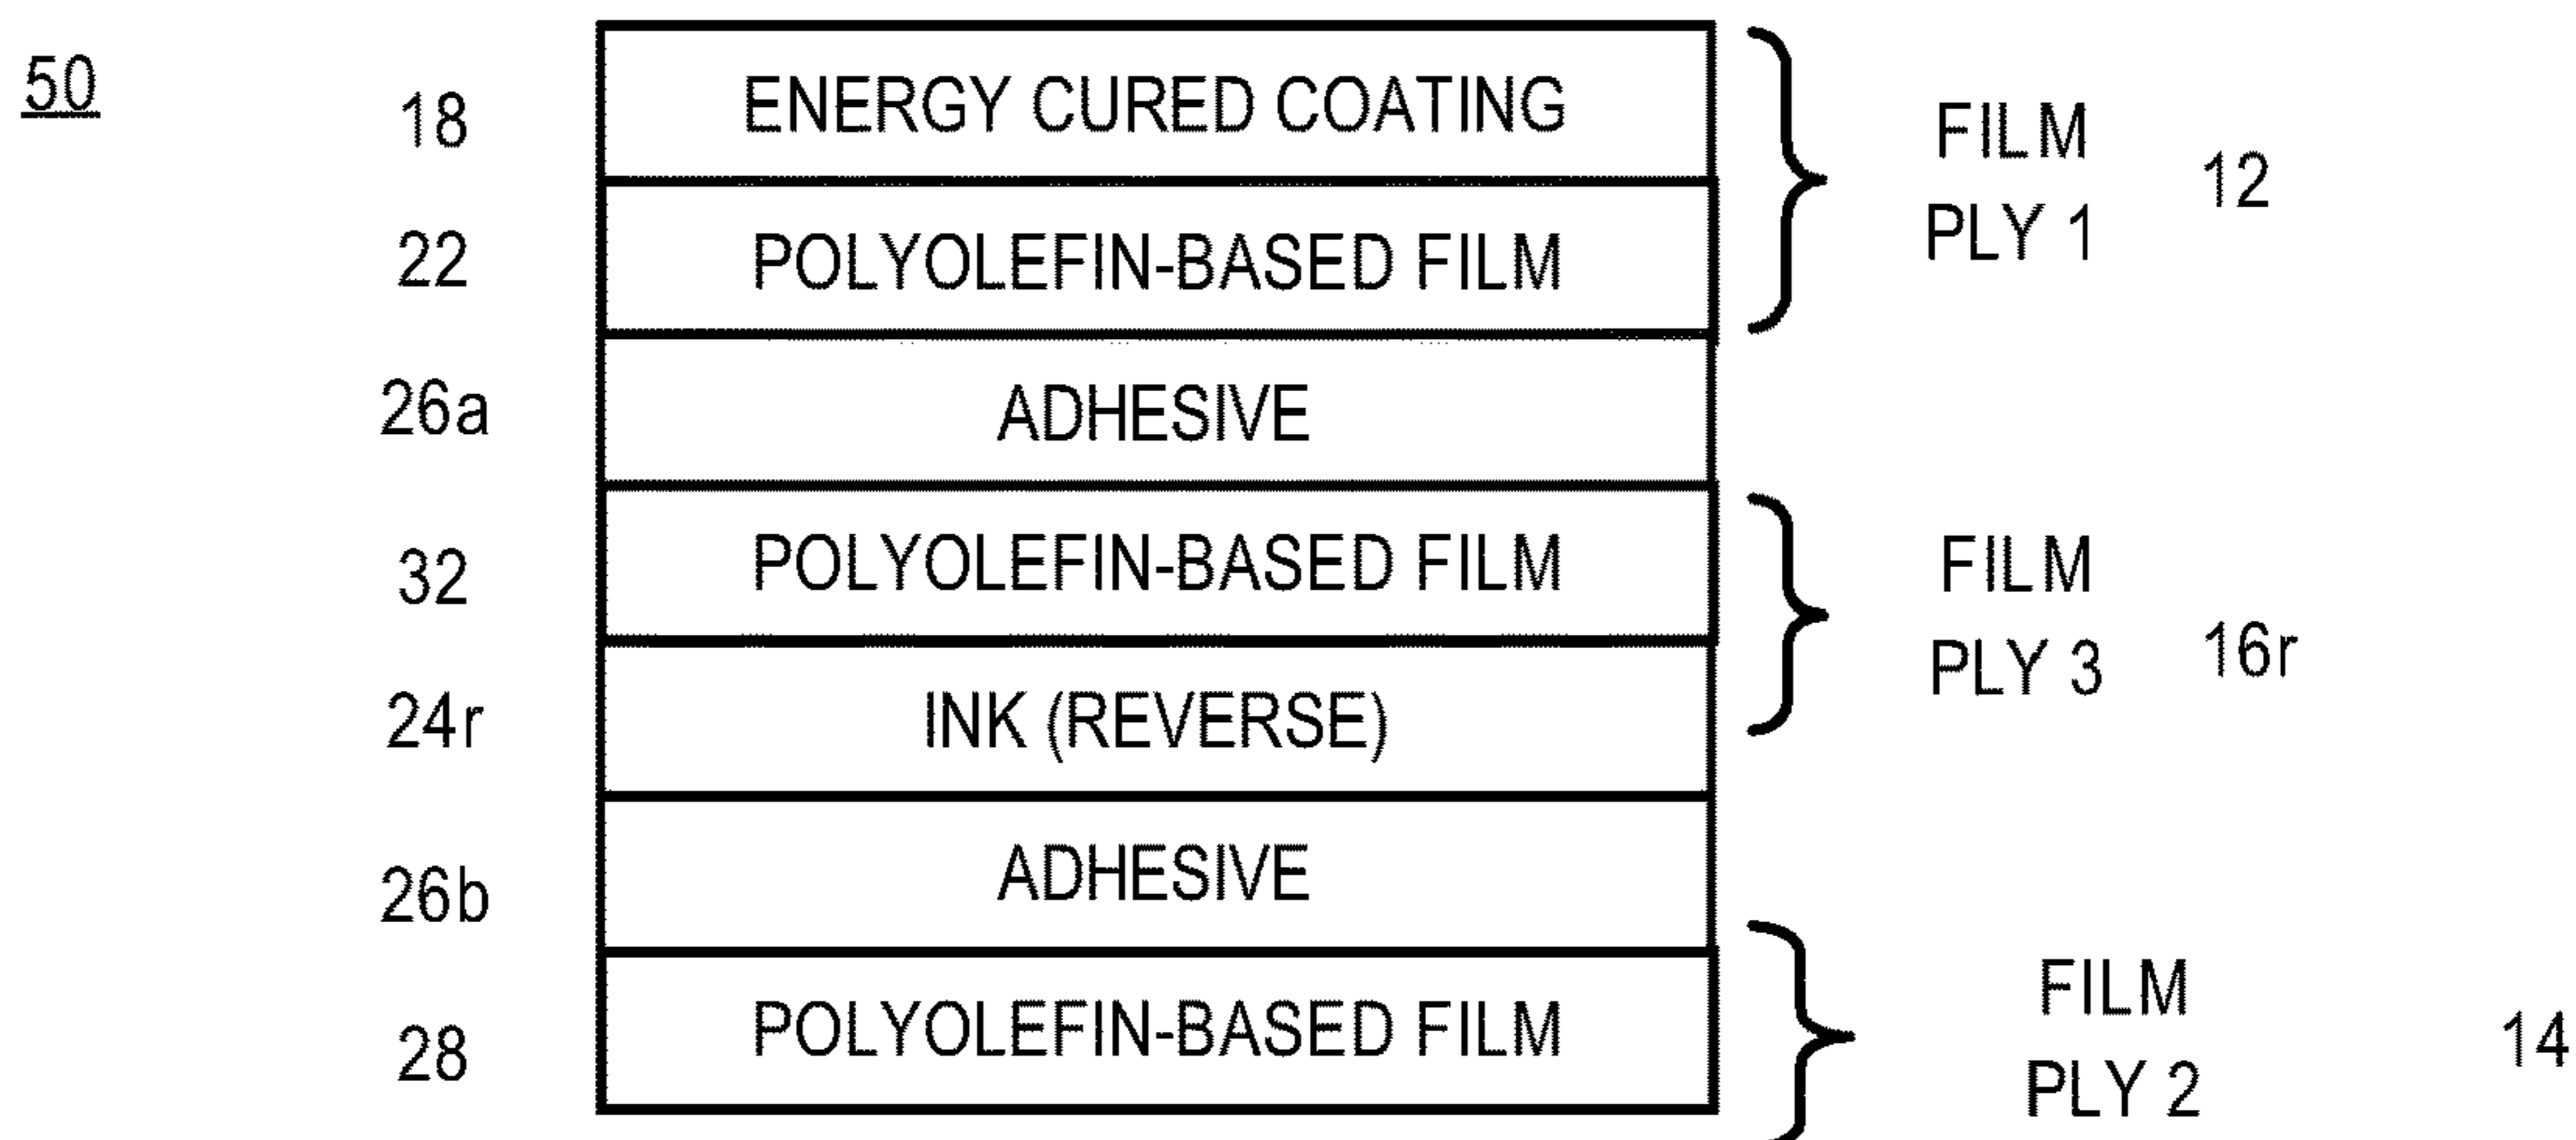 50
18 ENERGY CURED COATING
FILM
PLY 1
12
22 POLYOLEFIN-BASED FILM
26a ADHESIVE
32 POLYOLEFIN-BASED FILM
FILM
PLY 3
16r
24r INK (REVERSE)
26b ADHESIVE
28 POLYOLEFIN-BASED FILM
FILM
PLY 2
14